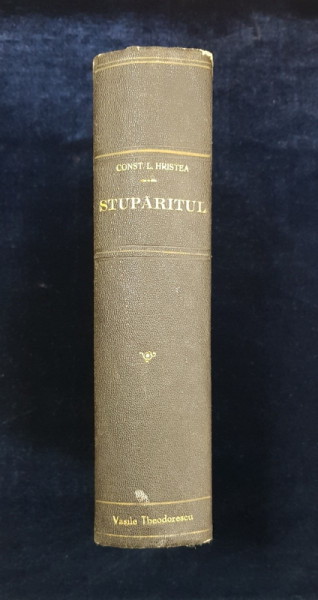 CONST. L. HRISTEA
STUPĂRITUL
Vasile Theodorescu